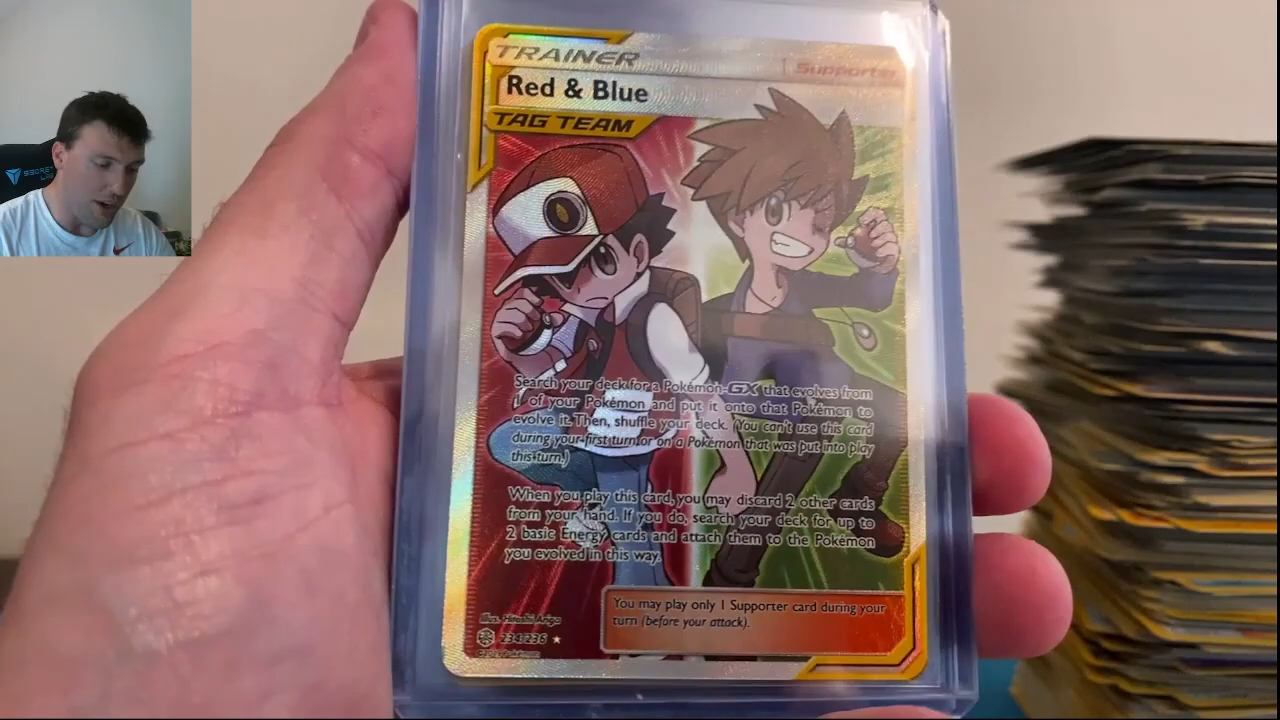 SECRET
LAB
TRAINER
Supporter
Red & Blue
TAG TEAM
Search your deck for a Pokémon-GX that evolves from
1 of your Pokémon and put it onto that Pokémon to
evolve it. Then, shuffle your deck. (You can't use this card
during your first turn or on a Pokémon that was put into play
this turn.)
When you play this card, you may discard 2 other cards
from your hand. If you do, search your deck for up to
2 basic Energy cards and attach them to the Pokémon
you evolved in this way.
You may play only 1 Supporter card during your
turn (before your attack).
Illus. Hitoshi Ariga
234/236